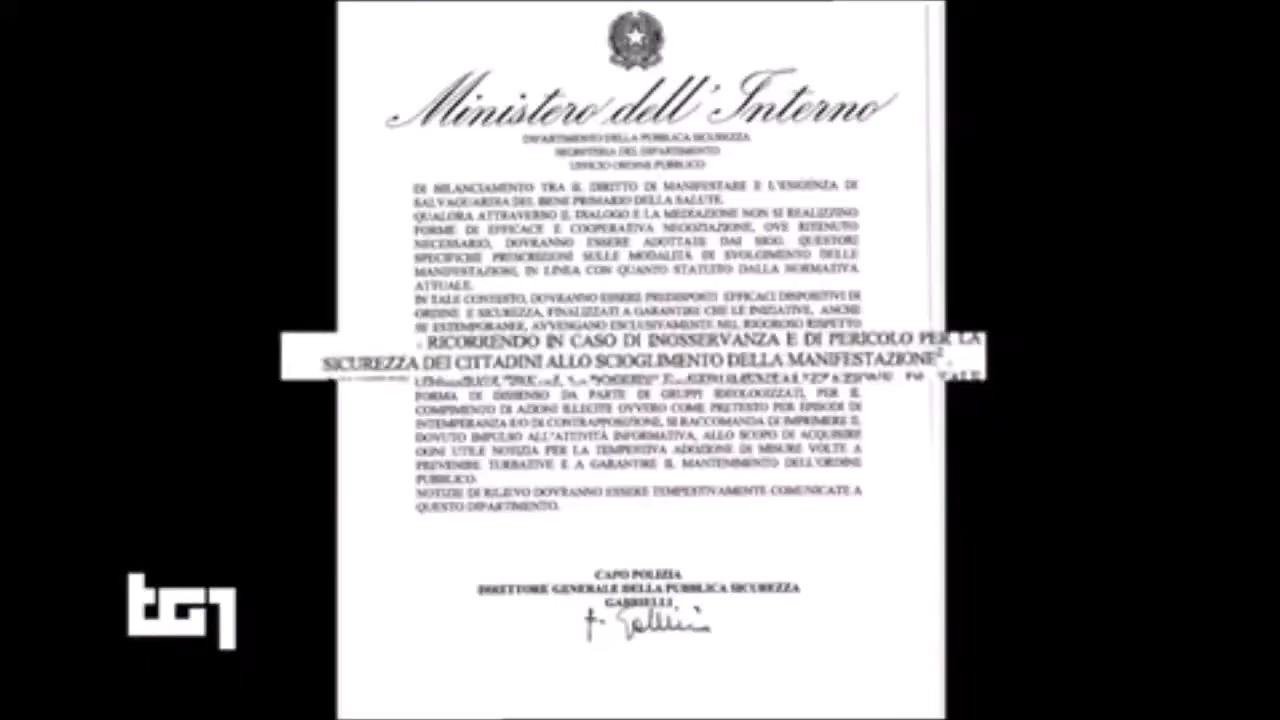 Ministero dell'Interno
DIPARTIMENTO DELLA PUBBLICA SICUREZZA
SEGRETERIA DEL DIPARTIMENTO
UFFICIO ORDINE PUBBLICO
DI BILANCIAMENTO TRA IL DIRITTO DI MANIFESTARE E L'ESIGENZA DI
SALVAGUARDIA DEL BENE PRIMARIO DELLA SALUTE.
QUALORA ATTRAVERSO IL DIALOGO E LA MEDIAZIONE NON SI REALIZZINO
FORME DI EFFICACE E COOPERATIVA NEGOZIAZIONE, OVE RITENUTO
NECESSARIO, DOVRANNO ESSERE ADOTTATE DAI SIGG. QUESTORI
SPECIFICHE PRESCRIZIONI SULLE MODALITÀ DI SVOLGIMENTO DELLE
MANIFESTAZIONI, IN LINEA CON QUANTO STATUITO DALLA NORMATIVA
ATTUALE.
IN TALE CONTESTO, DOVRANNO ESSERE PREDISPOSTI EFFICACI DISPOSITIVI DI
ORDINE E SICUREZZA, FINALIZZATI A GARANTIRE CHE LE INIZIATIVE, ANCHE
SE ESTEMPORANEE, AVVENGANO ESCLUSIVAMENTE NEL RIGOROSO RISPETTO
- RICORRENDO IN CASO DI INOSSERVANZA E DI PERICOLO PER LA
SICUREZZA DEI CITTADINI ALLO SCIOGLIMENTO DELLA MANIFESTAZIONE2 .
FORMA DI DISSENSO DA PARTE DI GRUPPI IDEOLOGIZZATI, PER IL
COMPIMENTO DI AZIONI ILLECITE OVVERO COME PRETESTO PER EPISODI DI
INTEMPERANZA E/O DI CONTRAPPOSIZIONE, SI RACCOMANDA DI IMPRIMERE IL
DOVUTO IMPULSO ALL'ATTIVITÀ INFORMATIVA, ALLO SCOPO DI ACQUISIRE
OGNI UTILE NOTIZIA PER LA TEMPESTIVA ADOZIONE DI MISURE VOLTE A
PREVENIRE TURBATIVE E A GARANTIRE IL MANTENIMENTO DELL'ORDINE
PUBBLICO.
NOTIZIE DI RILIEVO DOVRANNO ESSERE TEMPESTIVAMENTE COMUNICATE A
QUESTO DIPARTIMENTO.
CAPO POLIZIA
DIRETTORE GENERALE DELLA PUBBLICA SICUREZZA
GABRIELLI
tg1